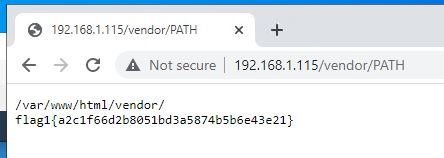 192.168.1.115/vendor/PATH
Not secure
192.168.1.115/vendor/PATH
/var/www/html/vendor/
flag1{a2c1f66d2b8051bd3a5874b5b6e43e21}